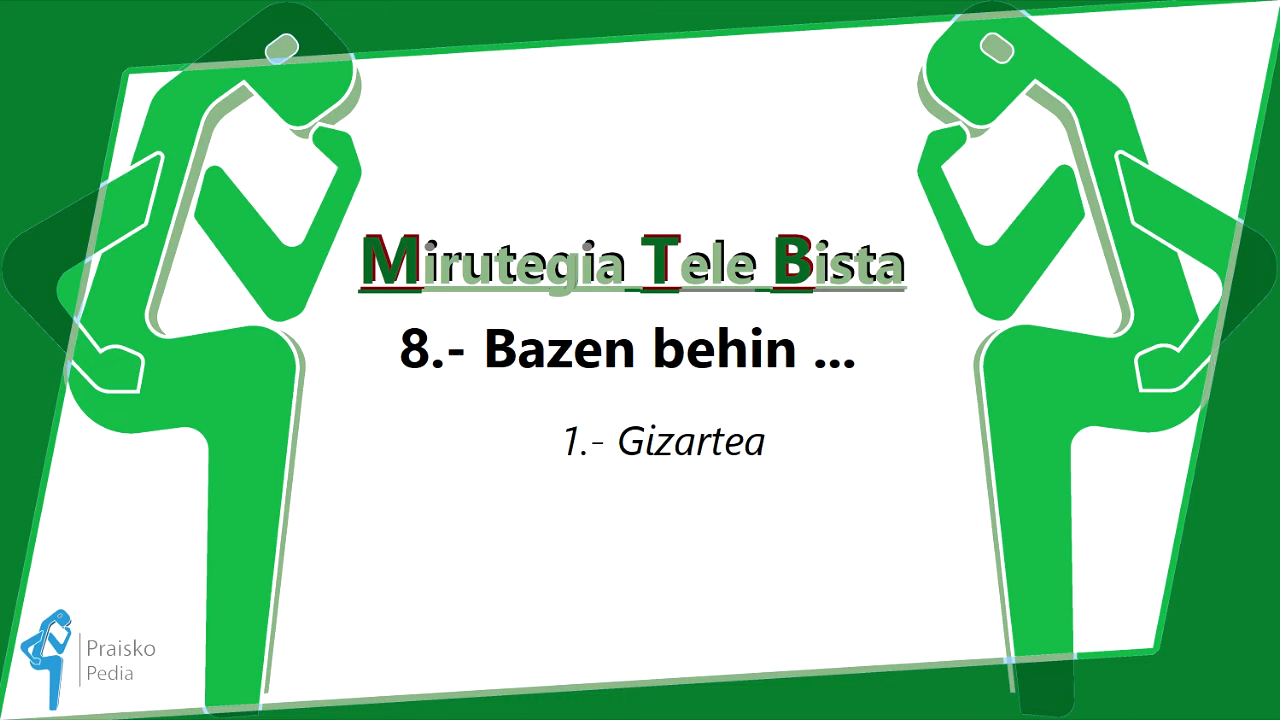 Mirutegia Tele Bista
8.- Bazen behin ...
1.- Gizartea
Praisko
Pedia